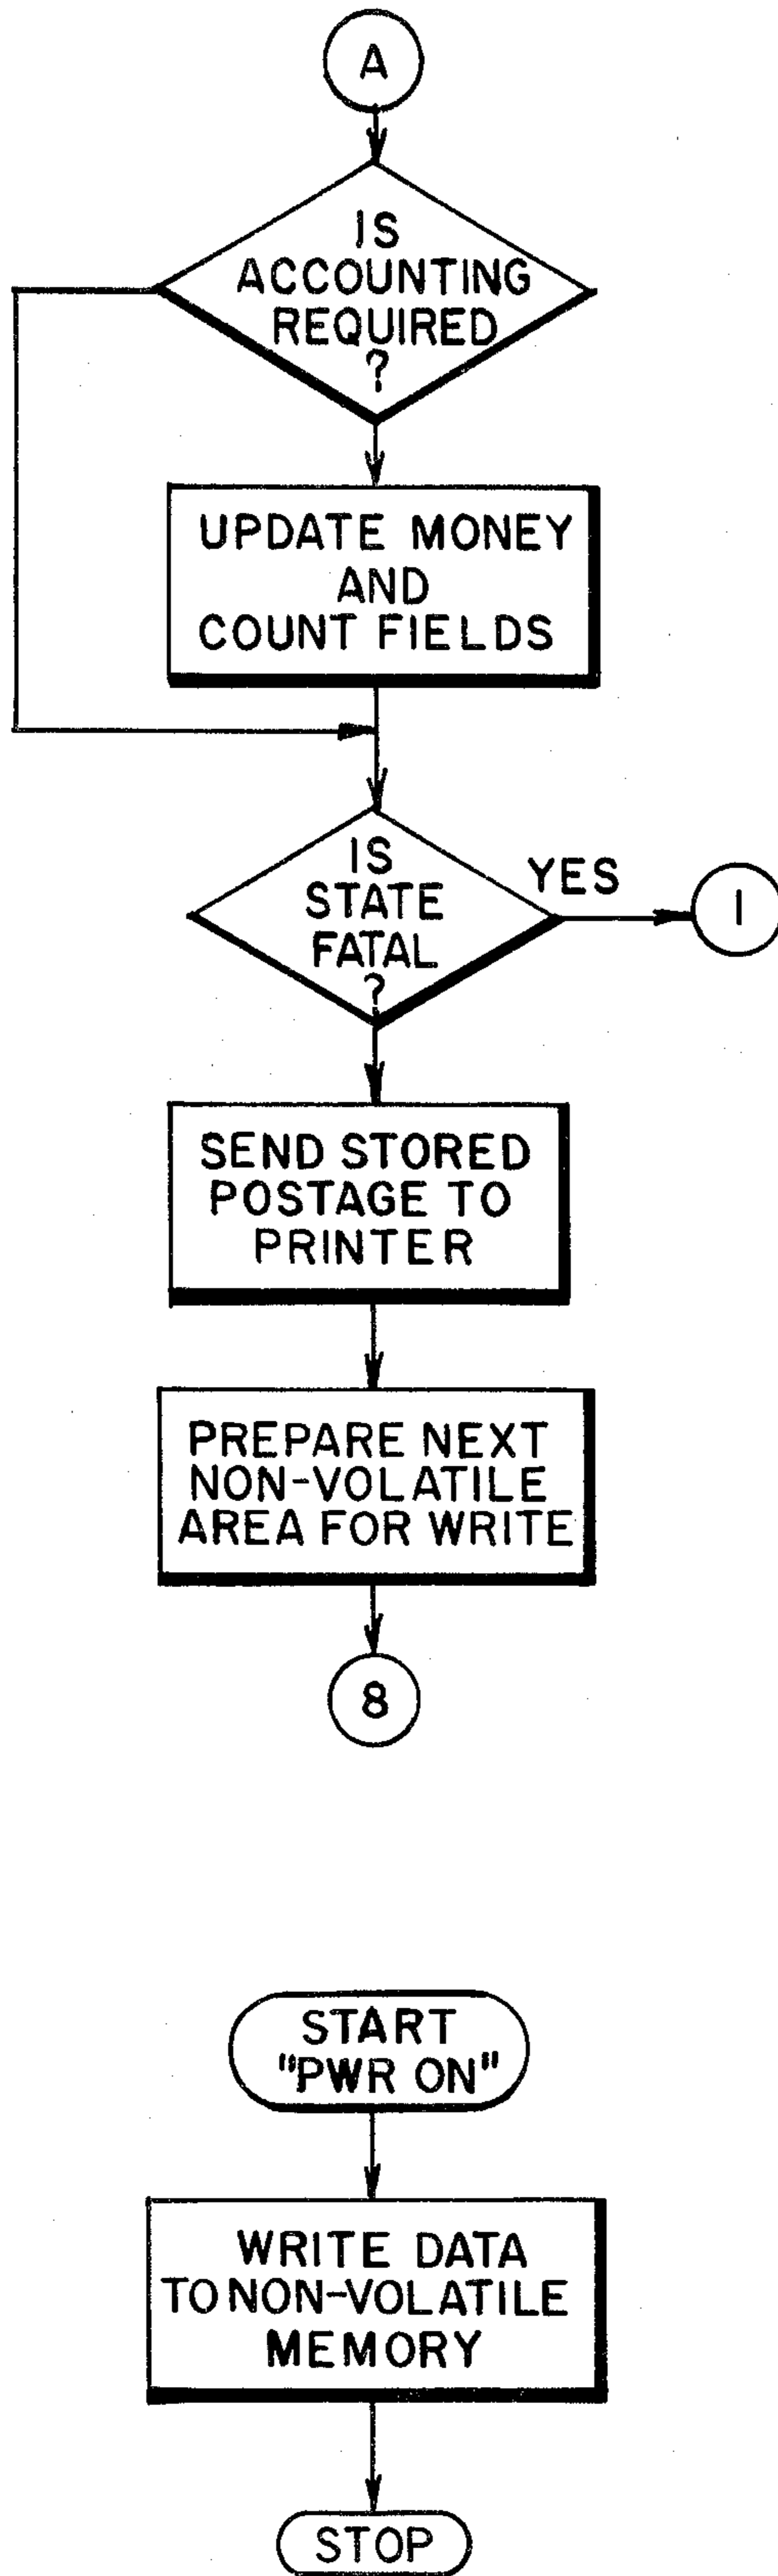 A
IS
ACCOUNTING
REQUIRED
?
UPDATE MONEY
AND
COUNT FIELDS
IS
STATE
FATAL
?
YES
1
SEND STORED
POSTAGE TO
PRINTER
PREPARE NEXT
NON-VOLATILE
AREA FOR WRITE
8
START
"PWR ON"
WRITE DATA
TO NON-VOLATILE
MEMORY
STOP